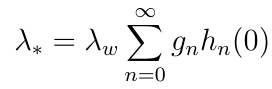 λ_* = λ_w ∑_{n=0}^{∞} g_n h_n(0)